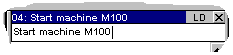 04: Start machine M100 LD ×
Start machine M100